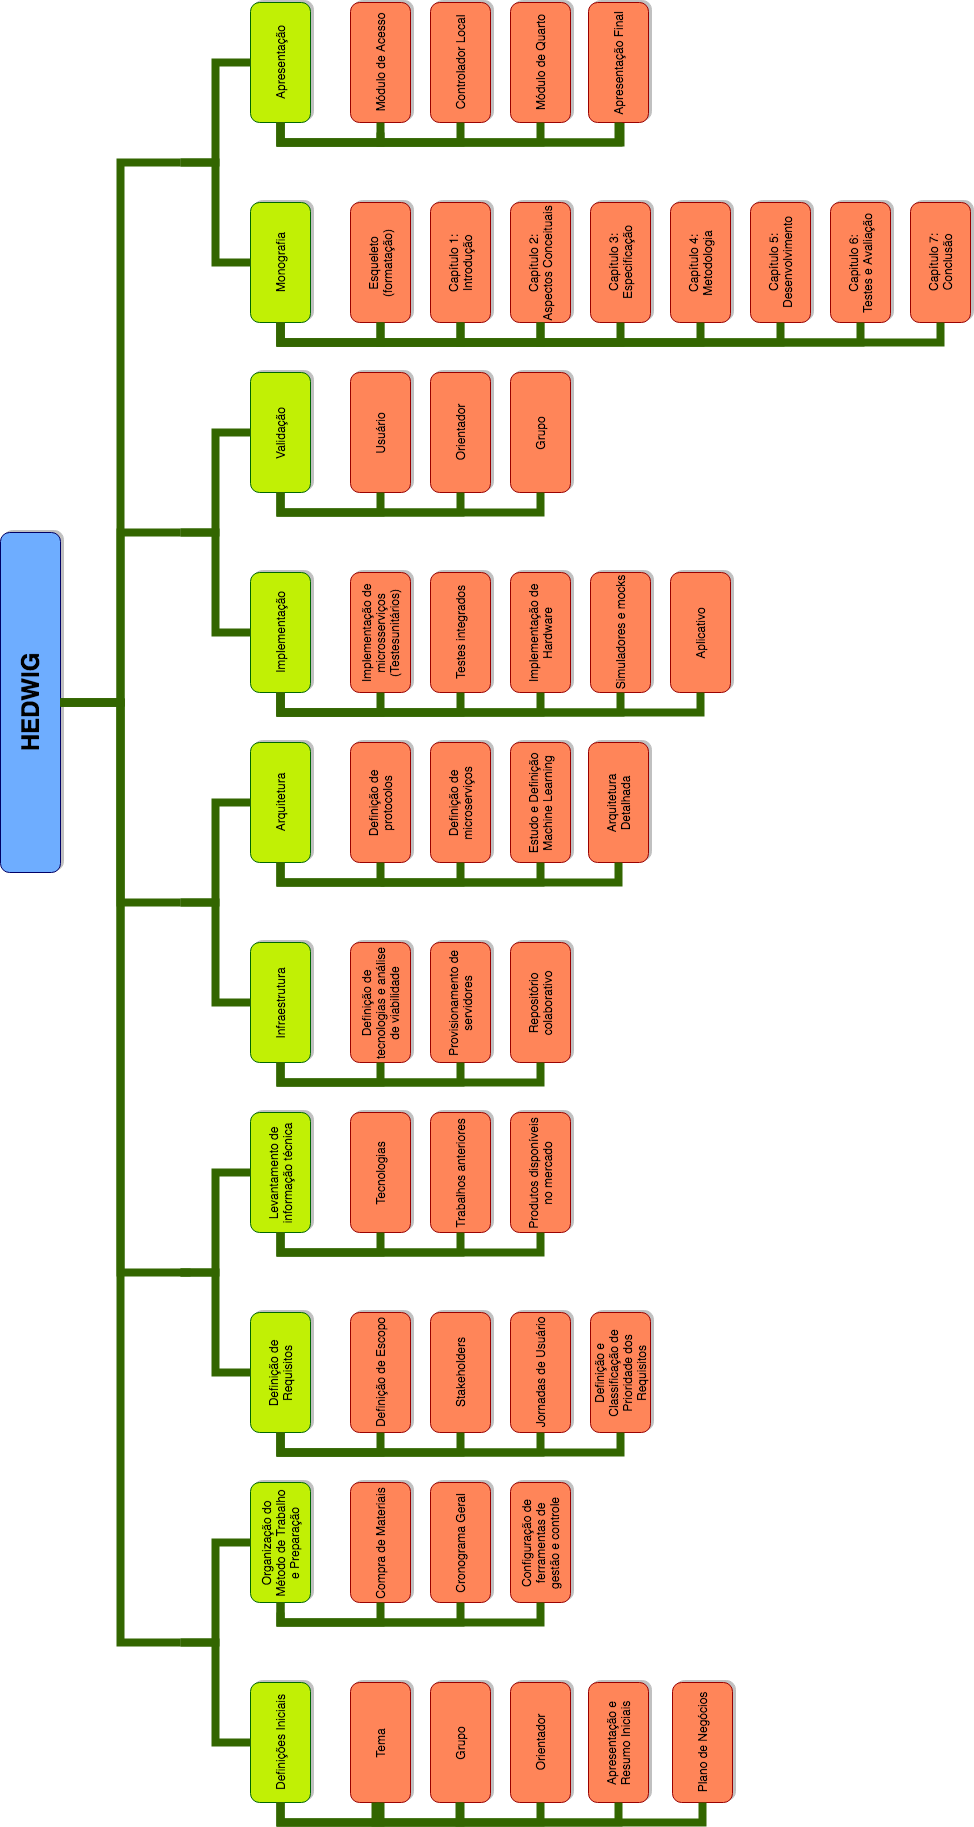 HEDWIG
Definições Iniciais
Tema
Grupo
Orientador
Apresentação e
Resumo Iniciais
Plano de Negócios
Organização do
Método de Trabalho
e Preparação
Compra de Materiais
Cronograma Geral
Configuração de
ferramentas de
gestão e controle
Definição de
Requisitos
Definição de Escopo
Stakeholders
Jornadas de Usuário
Definição e
Classificação de
Prioridade dos
Requisitos
Levantamento de
informação técnica
Tecnologias
Trabalhos anteriores
Produtos disponíveis
no mercado
Infraestrutura
Definição de
tecnologias e análise
de viabilidade
Provisionamento de
servidores
Repositório
colaborativo
Arquitetura
Definição de
protocolos
Definição de
microserviços
Estudo e Definição
Machine Learning
Arquitetura
Detalhada
Implementação
Implementação de
microsserviços
(Testesunitários)
Testes integrados
Implementação de
Hardware
Simuladores e mocks
Aplicativo
Validação
Usuário
Orientador
Grupo
Monografia
Esqueleto
(formatação)
Capítulo 1:
Introdução
Capítulo 2:
Aspectos Conceituais
Capítulo 3:
Especificação
Capítulo 4:
Metodologia
Capítulo 5:
Desenvolvimento
Capítulo 6:
Testes e Avaliação
Capítulo 7:
Conclusão
Apresentação
Módulo de Acesso
Controlador Local
Módulo de Quarto
Apresentação Final